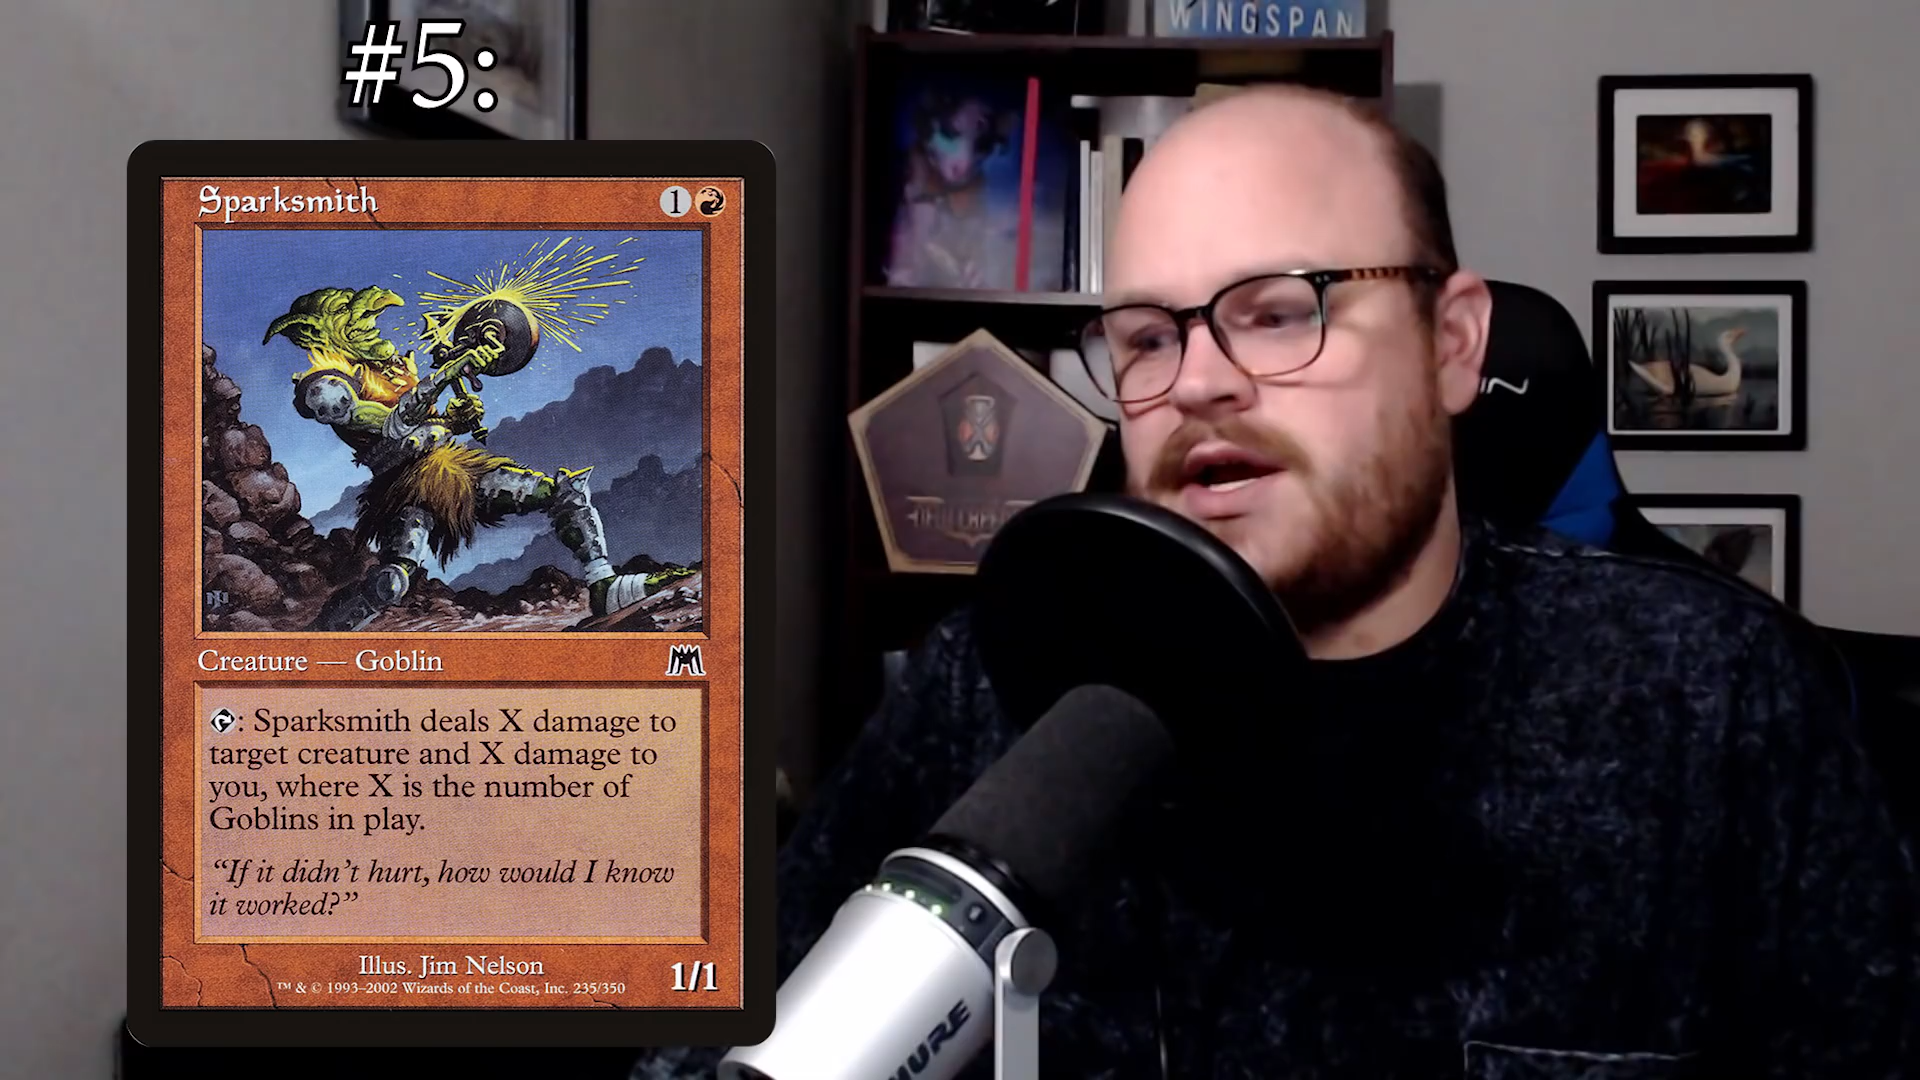 #5:
WINGSPAN
Sparksmith
1
Creature — Goblin
: Sparksmith deals X damage to
target creature and X damage to
you, where X is the number of
Goblins in play.
“If it didn’t hurt, how would I know
it worked?”
Illus. Jim Nelson
™ & © 1993–2002 Wizards of the Coast, Inc. 235/350
1/1